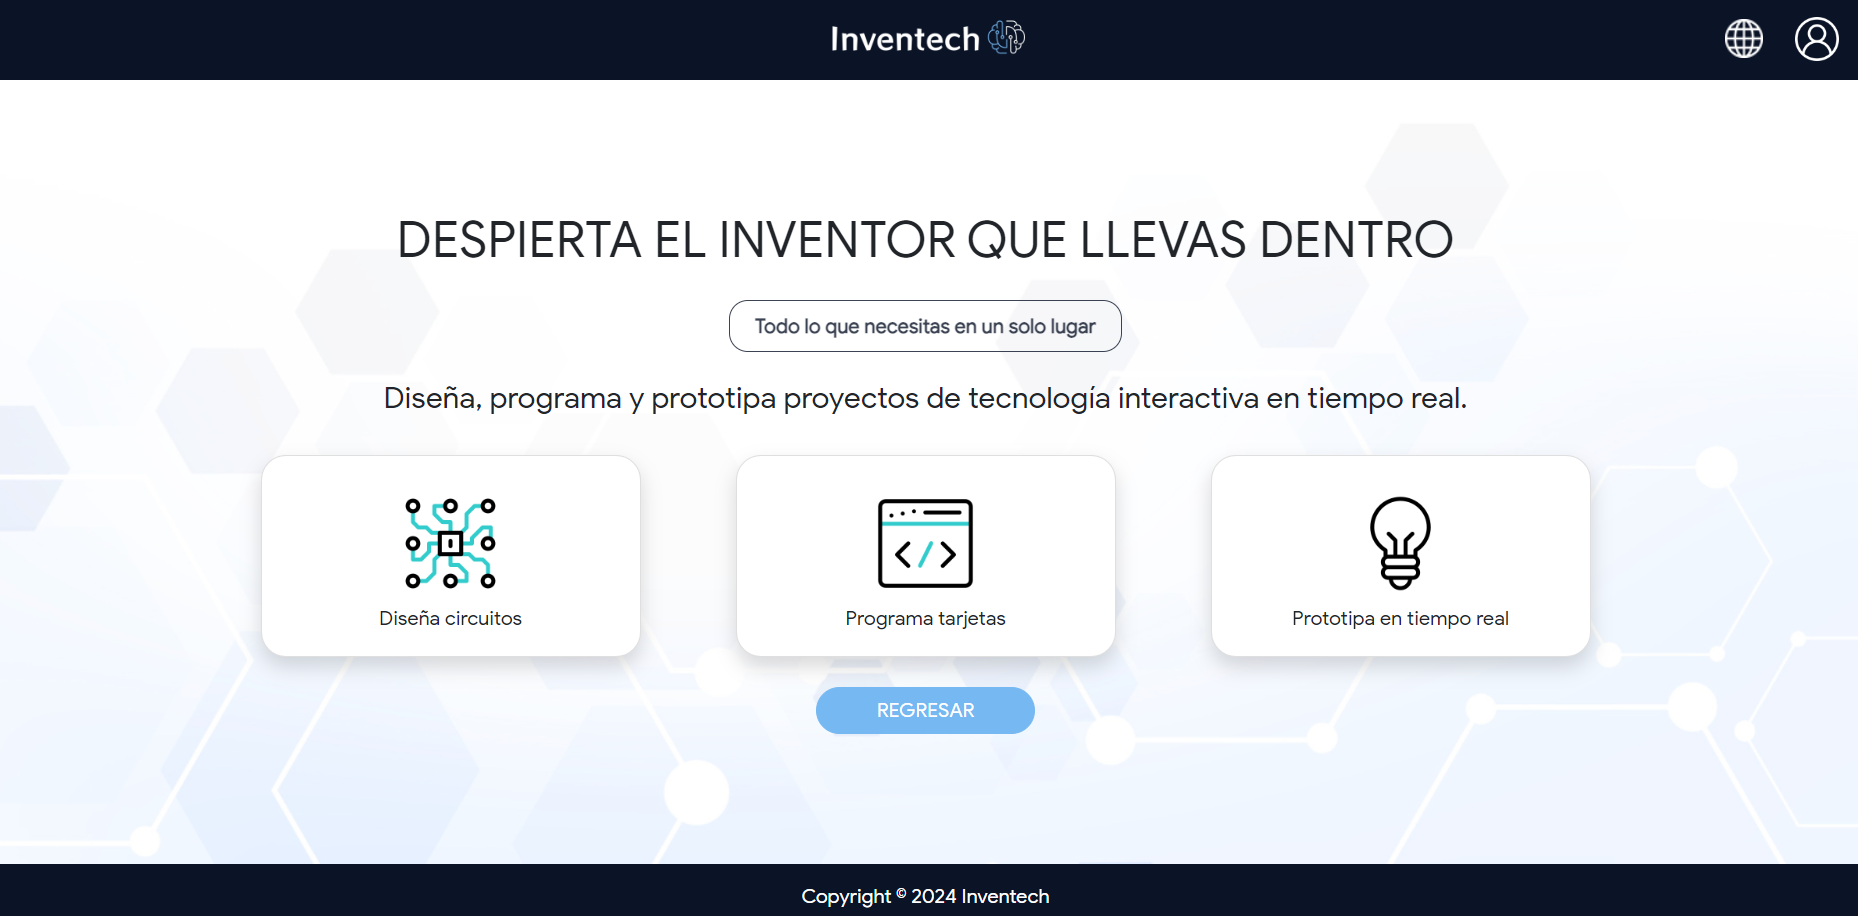 Inventech
DESPIERTA EL INVENTOR QUE LLEVAS DENTRO
Todo lo que necesitas en un solo lugar
Diseña, programa y prototipa proyectos de tecnología interactiva en tiempo real.
Diseña circuitos
Programa tarjetas
Prototipa en tiempo real
REGRESAR
Copyright © 2024 Inventech